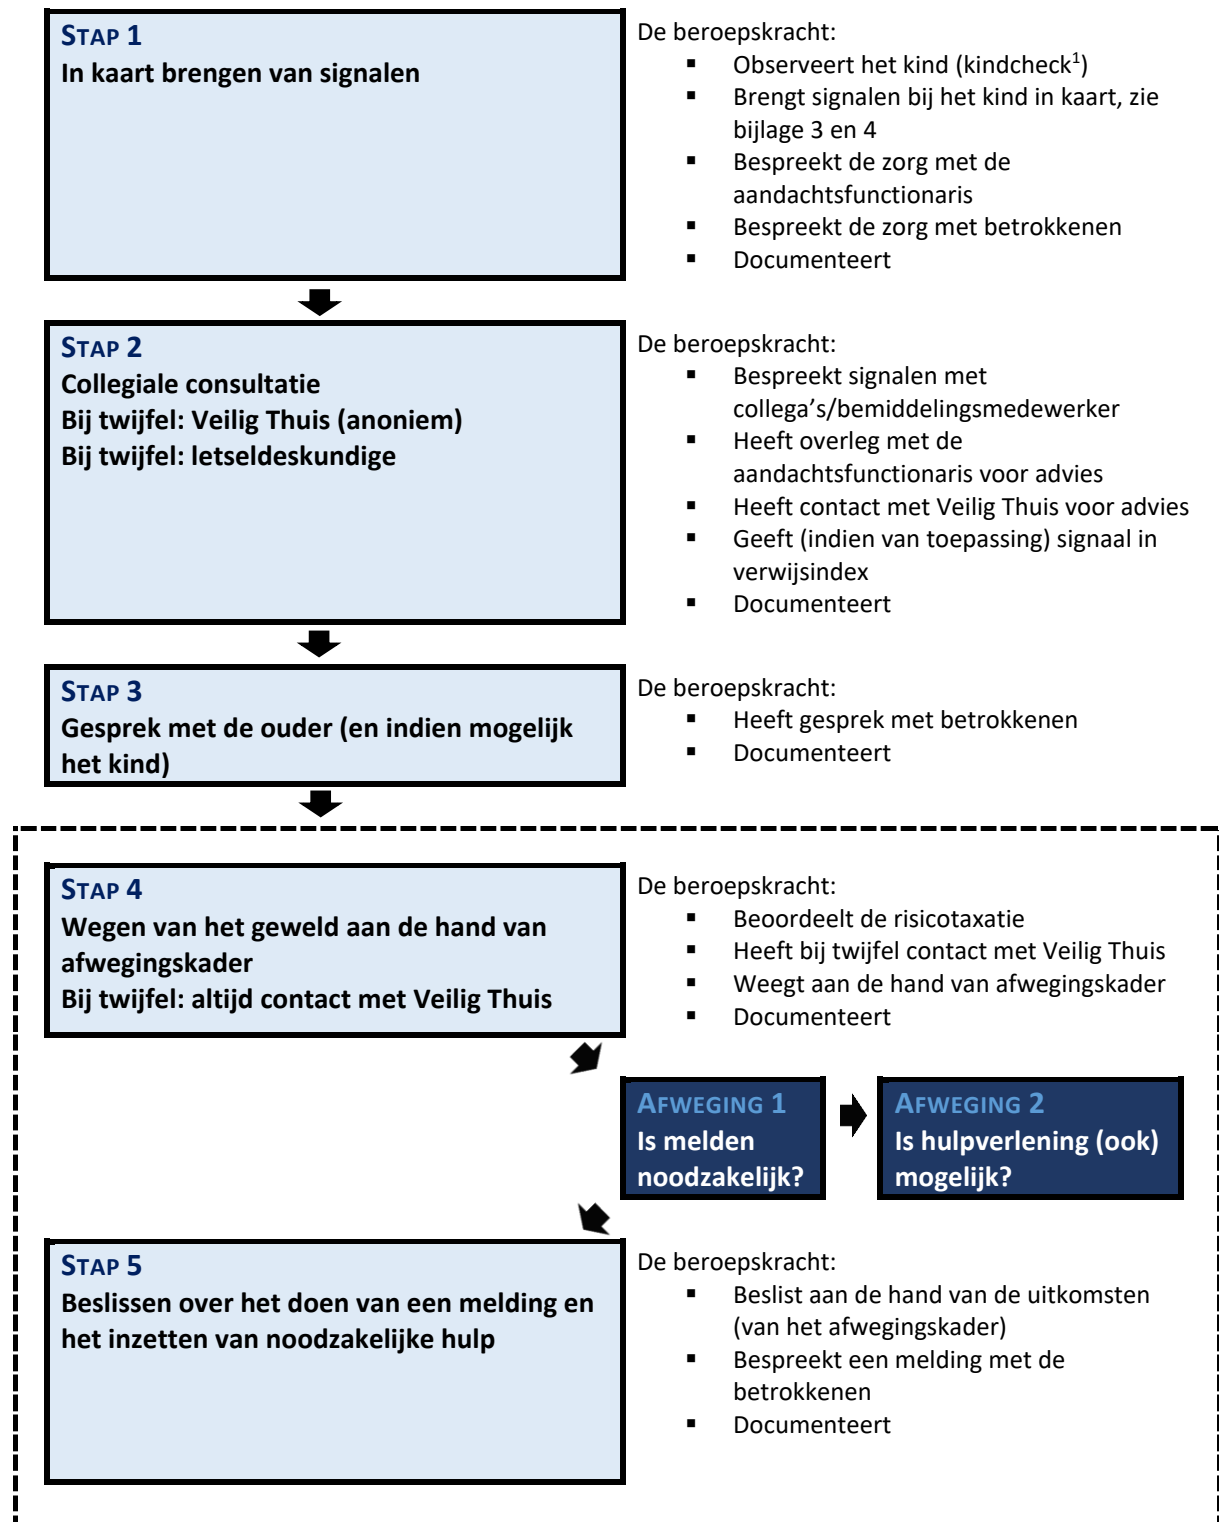 STAP 1
In kaart brengen van signalen
De beroepskracht:
▪ Observeert het kind (kindcheck¹)
▪ Brengt signalen bij het kind in kaart, zie
bijlage 3 en 4
▪ Bespreekt de zorg met de
aandachtsfunctionaris
▪ Bespreekt de zorg met betrokkenen
▪ Documenteert
STAP 2
Collegiale consultatie
Bij twijfel: Veilig Thuis (anoniem)
Bij twijfel: letseldeskundige
De beroepskracht:
▪ Bespreekt signalen met
collega’s/bemiddelingsmedewerker
▪ Heeft overleg met de
aandachtsfunctionaris voor advies
▪ Heeft contact met Veilig Thuis voor advies
▪ Geeft (indien van toepassing) signaal in
verwijsindex
▪ Documenteert
STAP 3
Gesprek met de ouder (en indien mogelijk
het kind)
De beroepskracht:
▪ Heeft gesprek met betrokkenen
▪ Documenteert
STAP 4
Wegen van het geweld aan de hand van
afwegingskader
Bij twijfel: altijd contact met Veilig Thuis
De beroepskracht:
▪ Beoordeelt de risicotaxatie
▪ Heeft bij twijfel contact met Veilig Thuis
▪ Weegt aan de hand van afwegingskader
▪ Documenteert
AFWEGING 1
Is melden
noodzakelijk?
AFWEGING 2
Is hulpverlening (ook)
mogelijk?
STAP 5
Beslissen over het doen van een melding en
het inzetten van noodzakelijke hulp
De beroepskracht:
▪ Beslist aan de hand van de uitkomsten
(van het afwegingskader)
▪ Bespreekt een melding met de
betrokkenen
▪ Documenteert